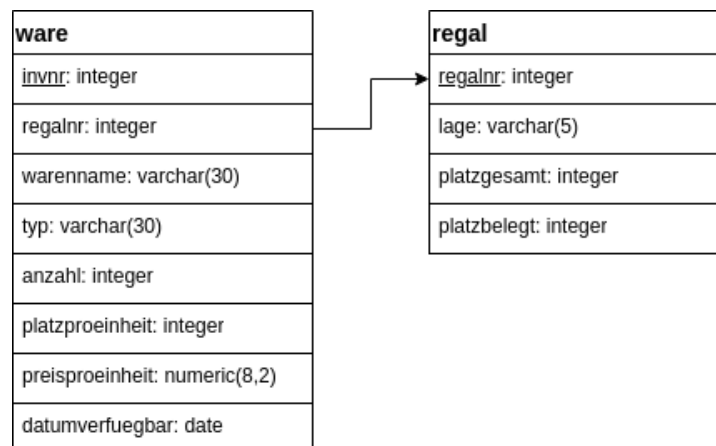 ware
invnr: integer
regalnr: integer
warenname: varchar(30)
typ: varchar(30)
anzahl: integer
platzproeinheit: integer
preisproeinheit: numeric(8,2)
datumverfuegbar: date
regal
regalnr: integer
lage: varchar(5)
platzgesamt: integer
platzbelegt: integer